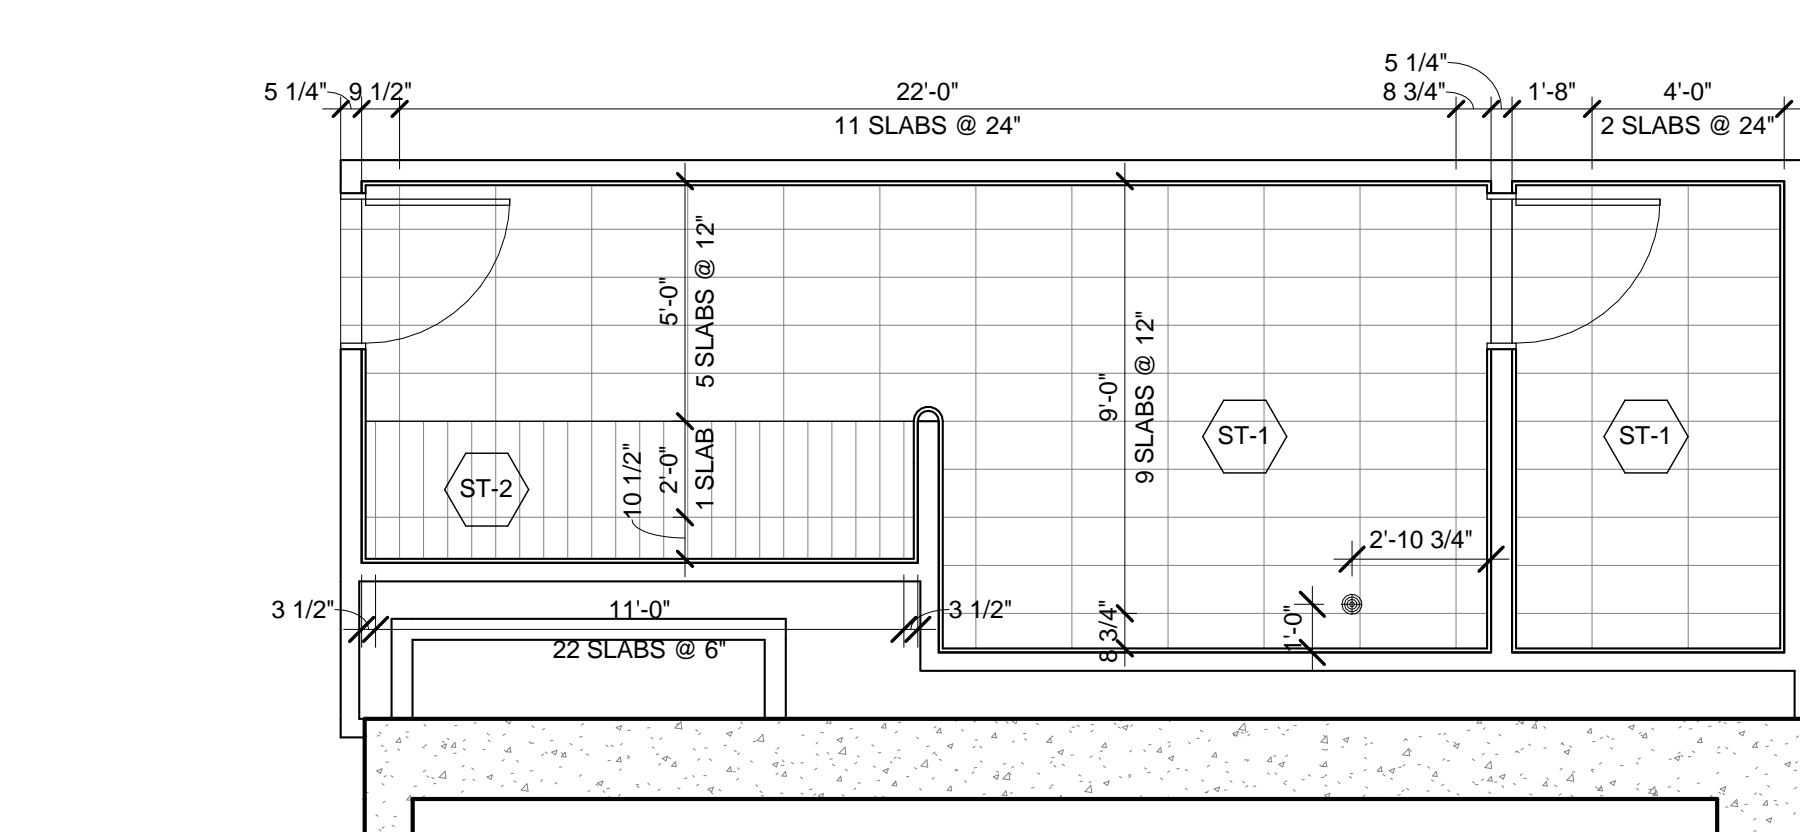 5 1/4"
5 1/4"
9 1/2"
22'-0"
8 3/4"
1'-8"
4'-0"
11 SLABS @ 24"
2 SLABS @ 24"
5'-0"
5 SLABS @ 12"
9'-0"
9 SLABS @ 12"
ST-1
ST-1
10 1/2"
2'-0"
1 SLAB
ST-2
2'-10 3/4"
3 1/2"
11'-0"
3 1/2"
8 3/4"
1'-0"
22 SLABS @ 6"